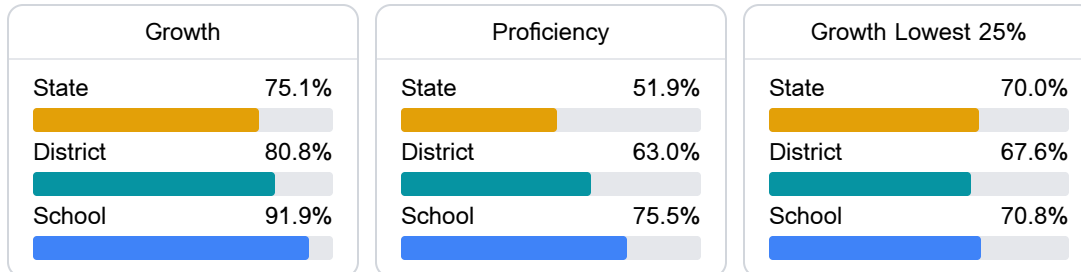 Growth
State 75.1%
District 80.8%
School 91.9%
Proficiency
State 51.9%
District 63.0%
School 75.5%
Growth Lowest 25%
State 70.0%
District 67.6%
School 70.8%